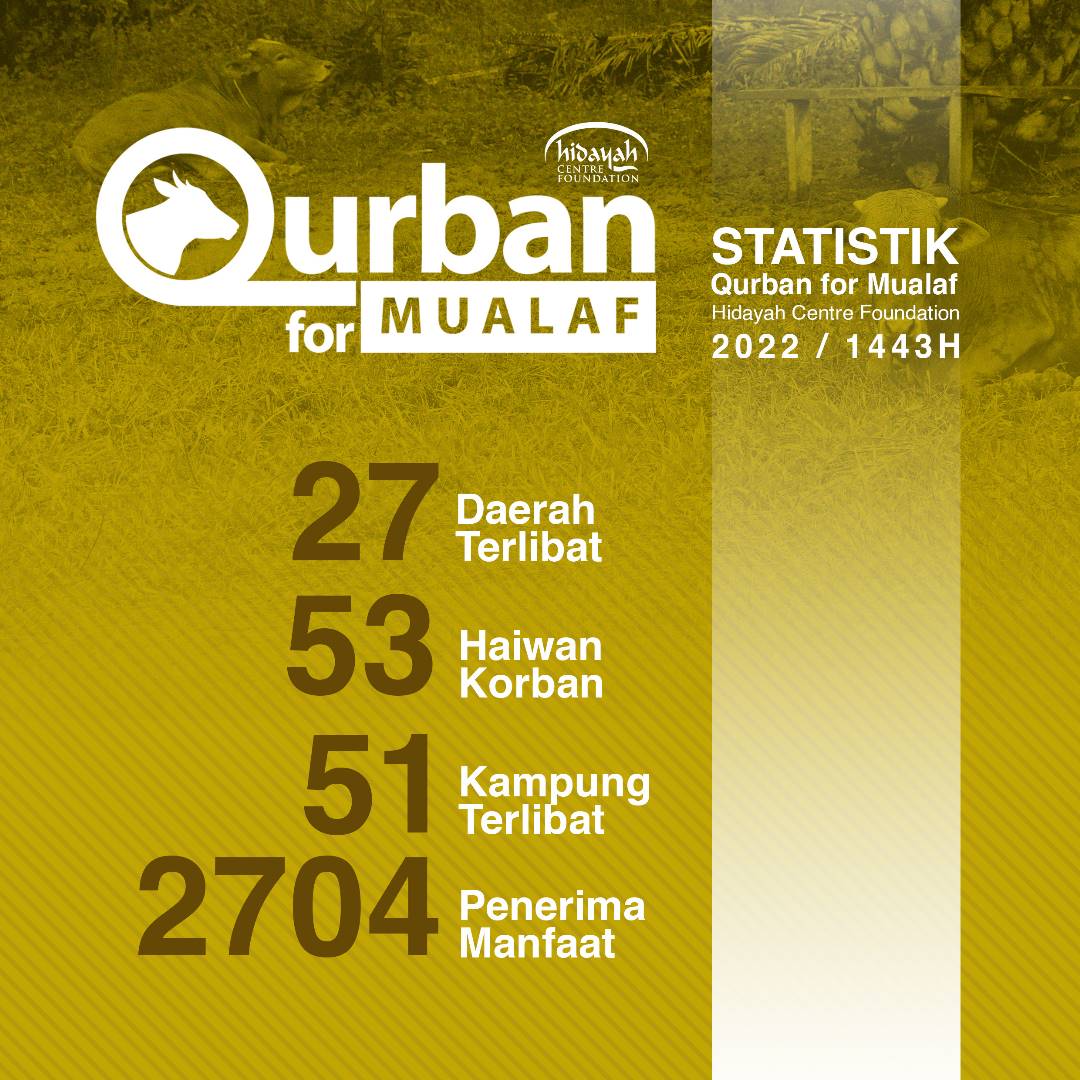 hidayah
CENTRE
FOUNDATION
Qurban
for MUALAF
STATISTIK
Qurban for Mualaf
Hidayah Centre Foundation
2022 / 1443H
27 Daerah
Terlibat
53 Haiwan
Korban
51 Kampung
Terlibat
2704 Penerima
Manfaat